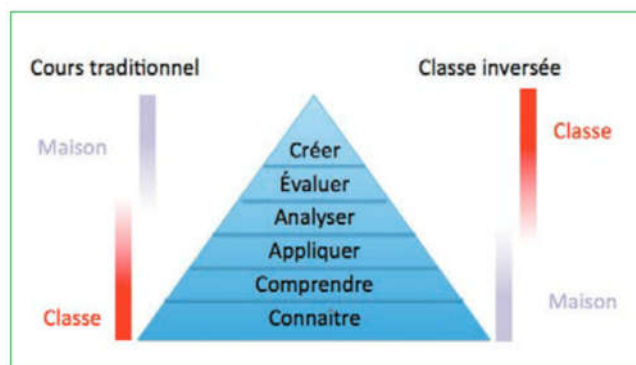 Cours traditionnel
Classe inversée
Maison
Classe
Créer
Évaluer
Analyser
Appliquer
Comprendre
Connaitre
Classe
Maison